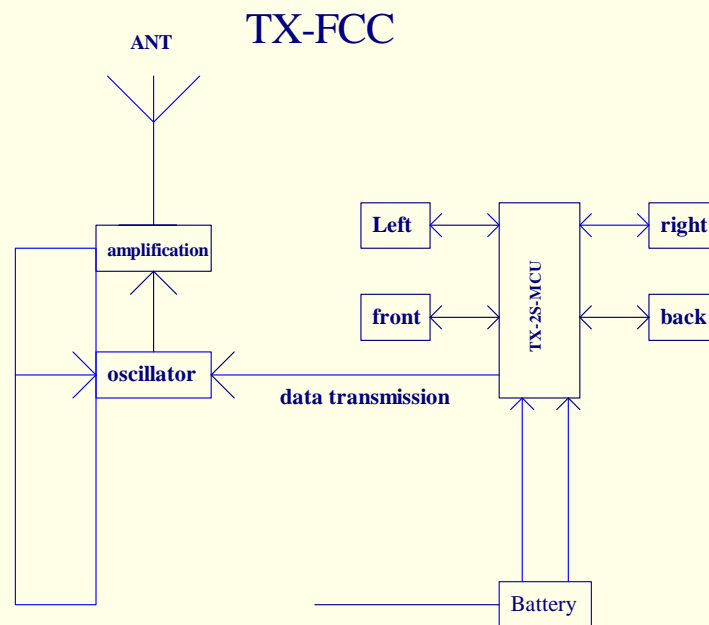 TX-FCC
ANT
Left
right
amplification
TX-2S-MCU
front
back
oscillator
data transmission
Battery